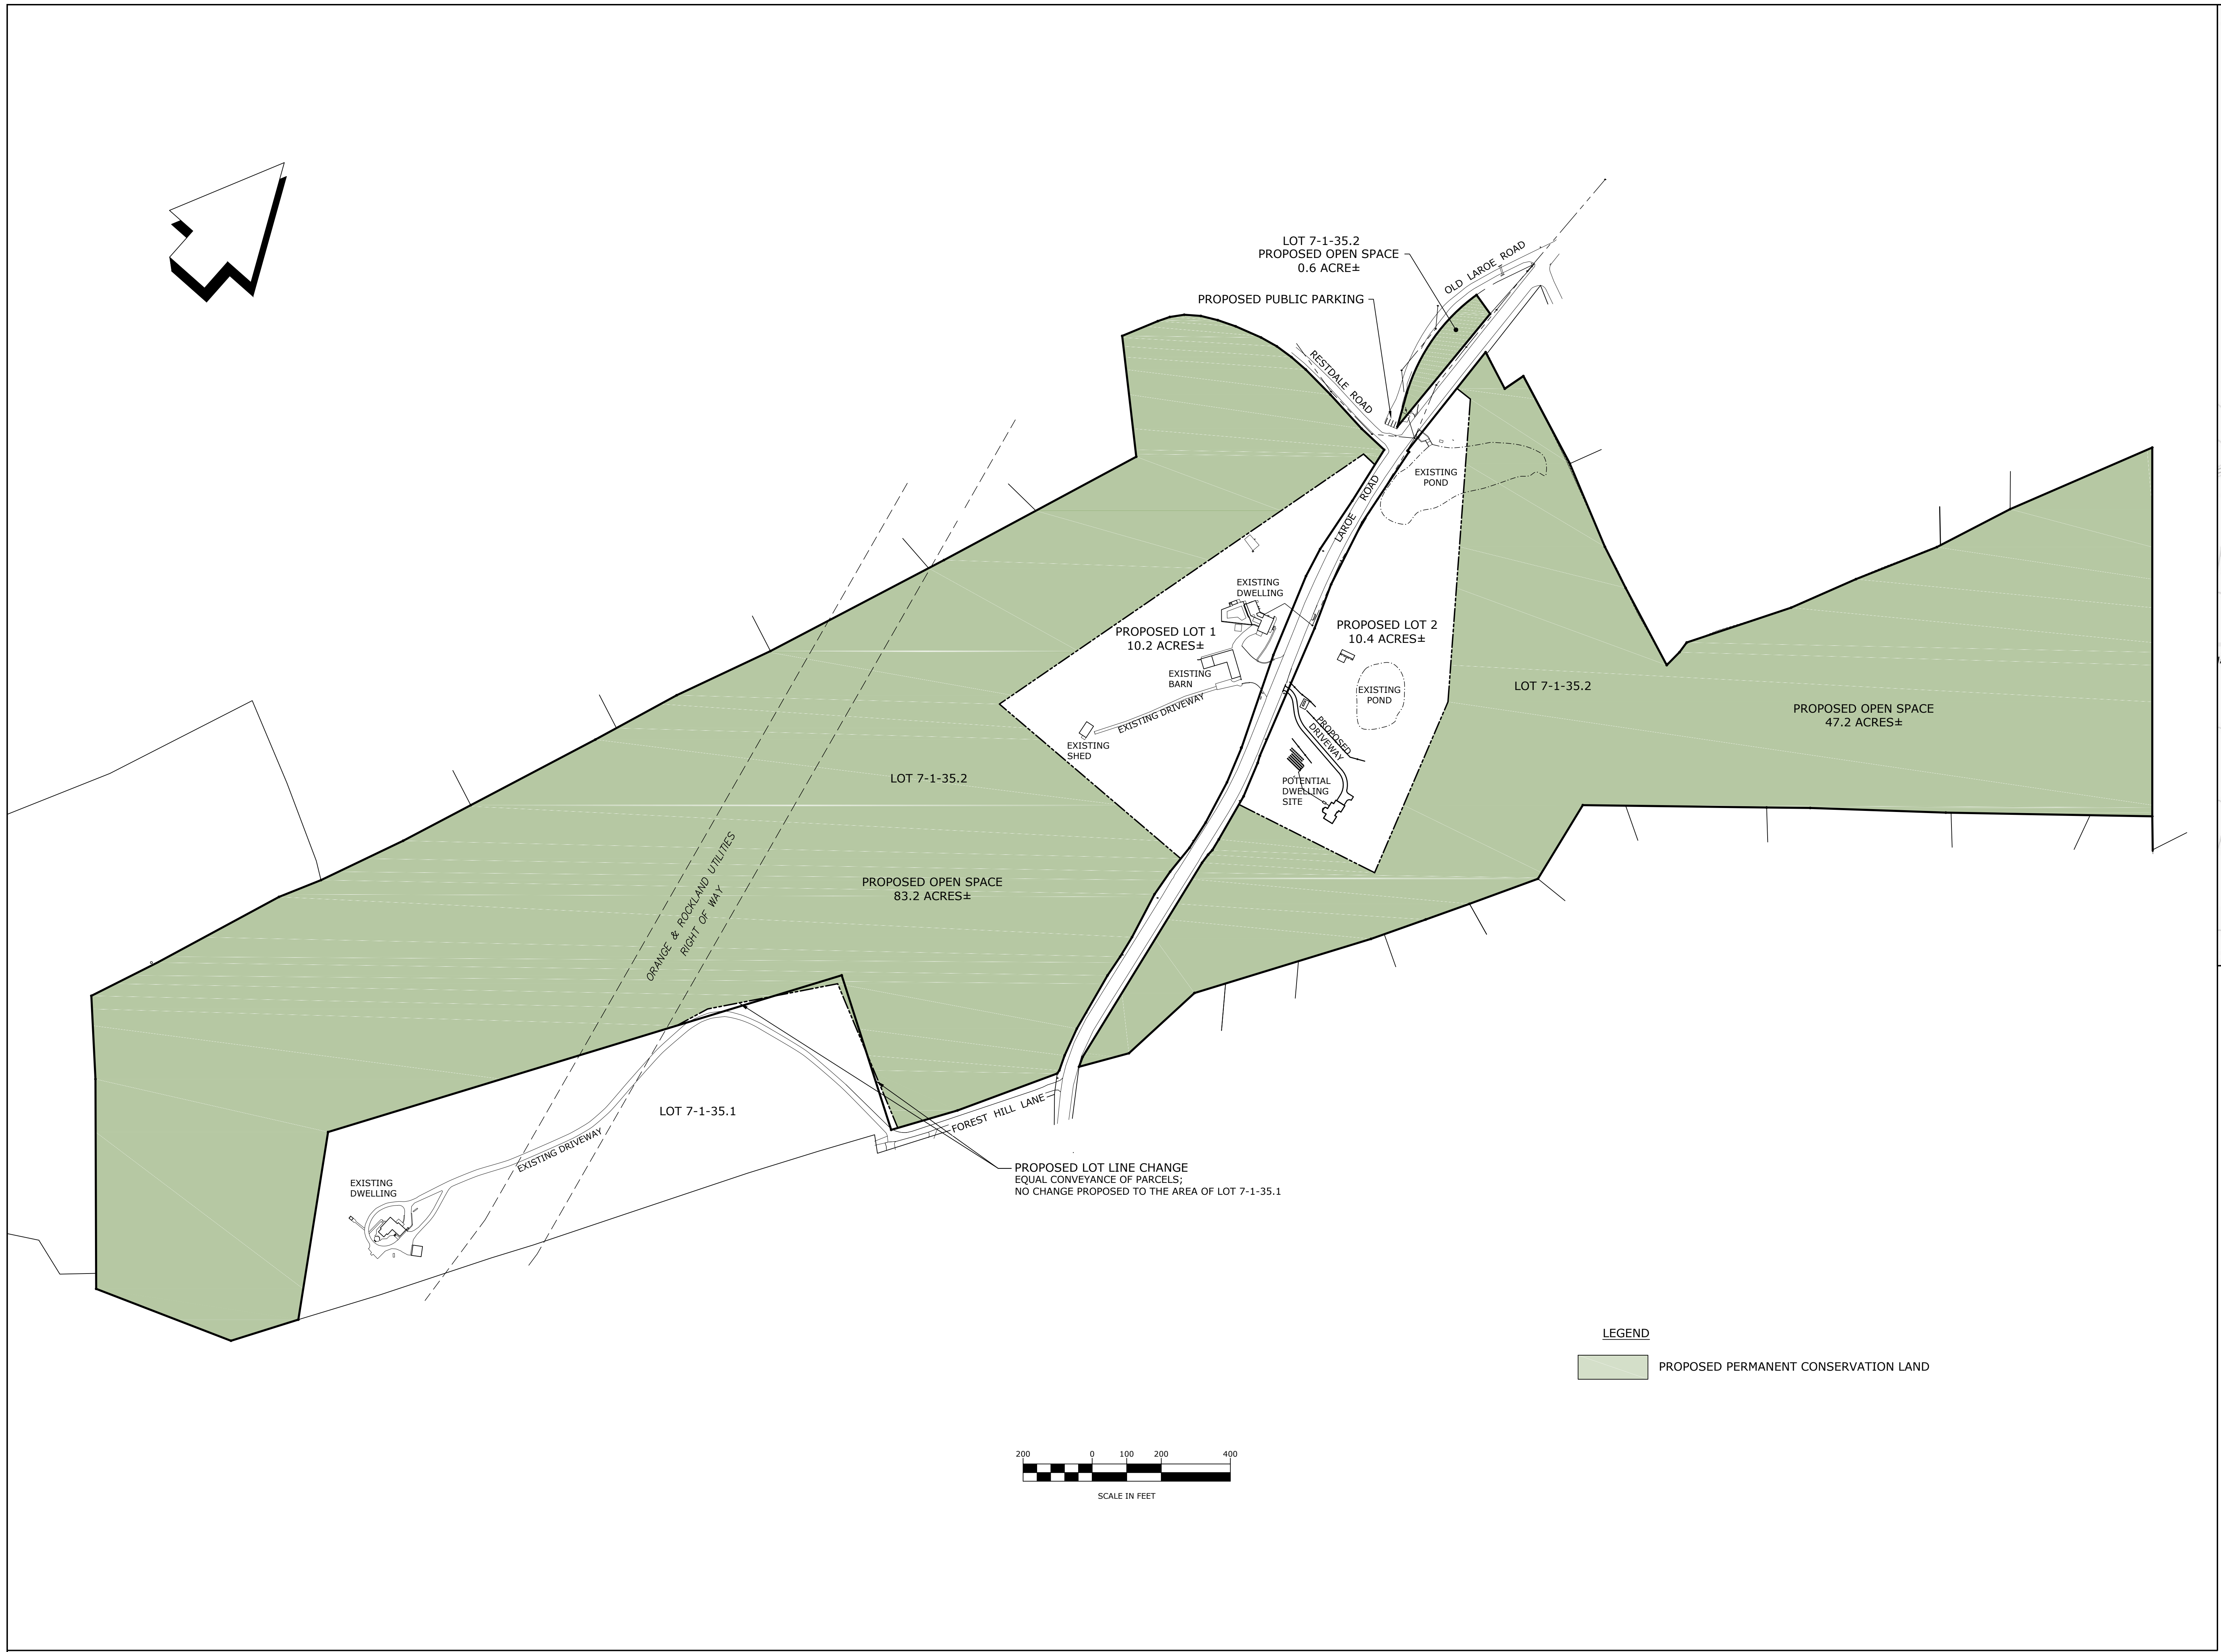 LOT 7-1-35.2
PROPOSED OPEN SPACE
0.6 ACRE±
OLD LAROE ROAD
PROPOSED PUBLIC PARKING
RESTDALE ROAD
EXISTING
POND
LAROE ROAD
EXISTING
DWELLING
PROPOSED LOT 1
10.2 ACRES±
PROPOSED LOT 2
10.4 ACRES±
EXISTING
BARN
EXISTING DRIVEWAY
EXISTING
SHED
EXISTING
POND
PROPOSED
DRIVEWAY
POTENTIAL
DWELLING
SITE
LOT 7-1-35.2
PROPOSED OPEN SPACE
47.2 ACRES±
LOT 7-1-35.2
PROPOSED OPEN SPACE
83.2 ACRES±
ORANGE & ROCKLAND UTILITIES
RIGHT OF WAY
LOT 7-1-35.1
EXISTING DRIVEWAY
EXISTING
DWELLING
FOREST HILL LANE
PROPOSED LOT LINE CHANGE
EQUAL CONVEYANCE OF PARCELS;
NO CHANGE PROPOSED TO THE AREA OF LOT 7-1-35.1
LEGEND
PROPOSED PERMANENT CONSERVATION LAND
200 0 100 200 400
SCALE IN FEET